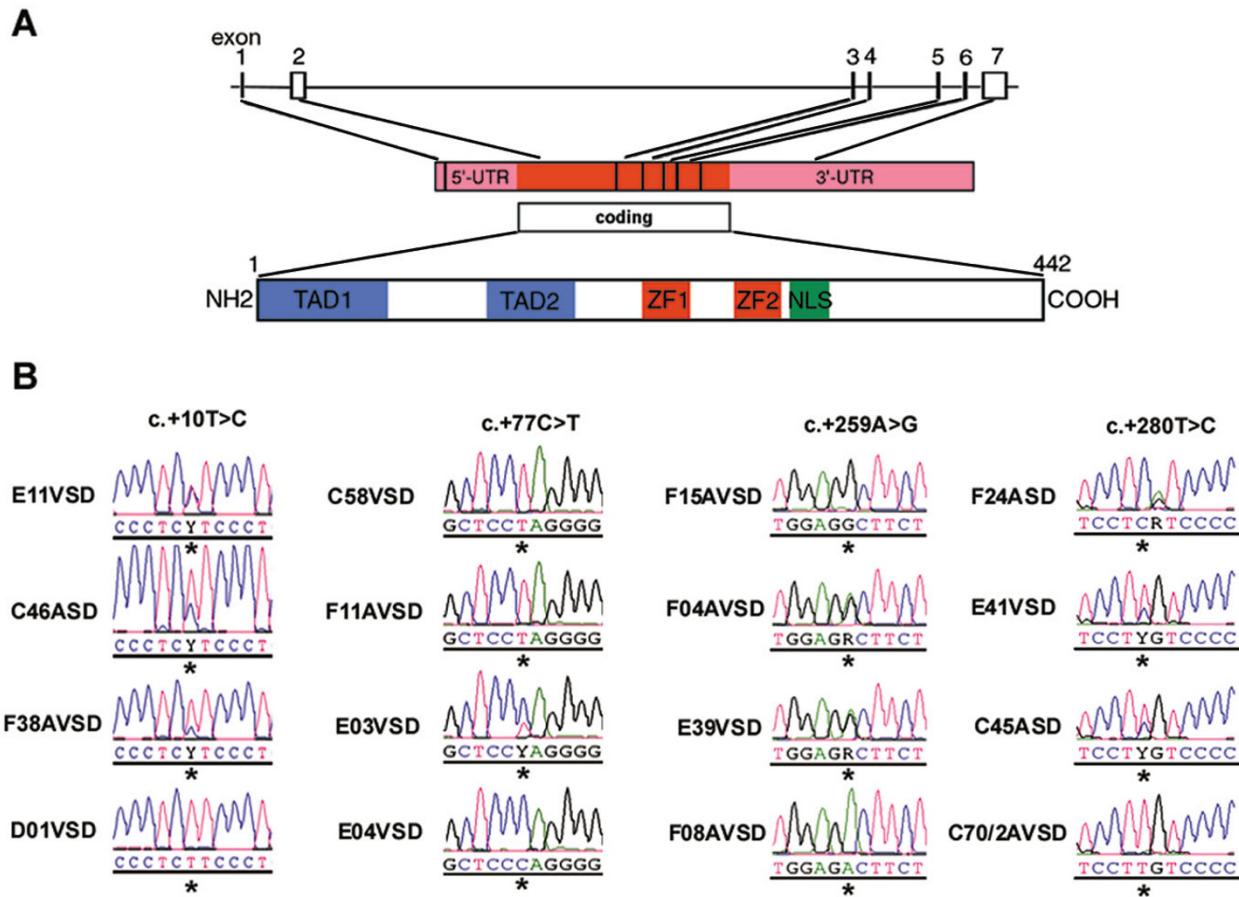 A
exon
1 2 3 4 5 6 7
5'-UTR 3'-UTR
coding
1 442
NH2 TAD1 TAD2 ZF1 ZF2 NLS COOH
B
c.+10T>C c.+77C>T c.+259A>G c.+280T>C
E11VSD C58VSD F15AVSD F24ASD
CCCTCYTCCCT GCTCCTAGGGG TGGAGGCTTCT TCCTCRTCCCC
* * * *
C46ASD F11AVSD F04AVSD E41VSD
CCCTCYTCCCT GCTCCTAGGGG TGGAGRCTTCT TCCTYGTCCCC
* * * *
F38AVSD E03VSD E39VSD C45ASD
CCCTCYTCCCT GCTCCYAGGGG TGGAGRCTTCT TCCTYGTCCCC
* * * *
D01VSD E04VSD F08AVSD C70/2AVSD
CCCTCTTCCCT GCTCCCAGGGG TGGAGACTTCT TCCTTGTCCCC
* * * *